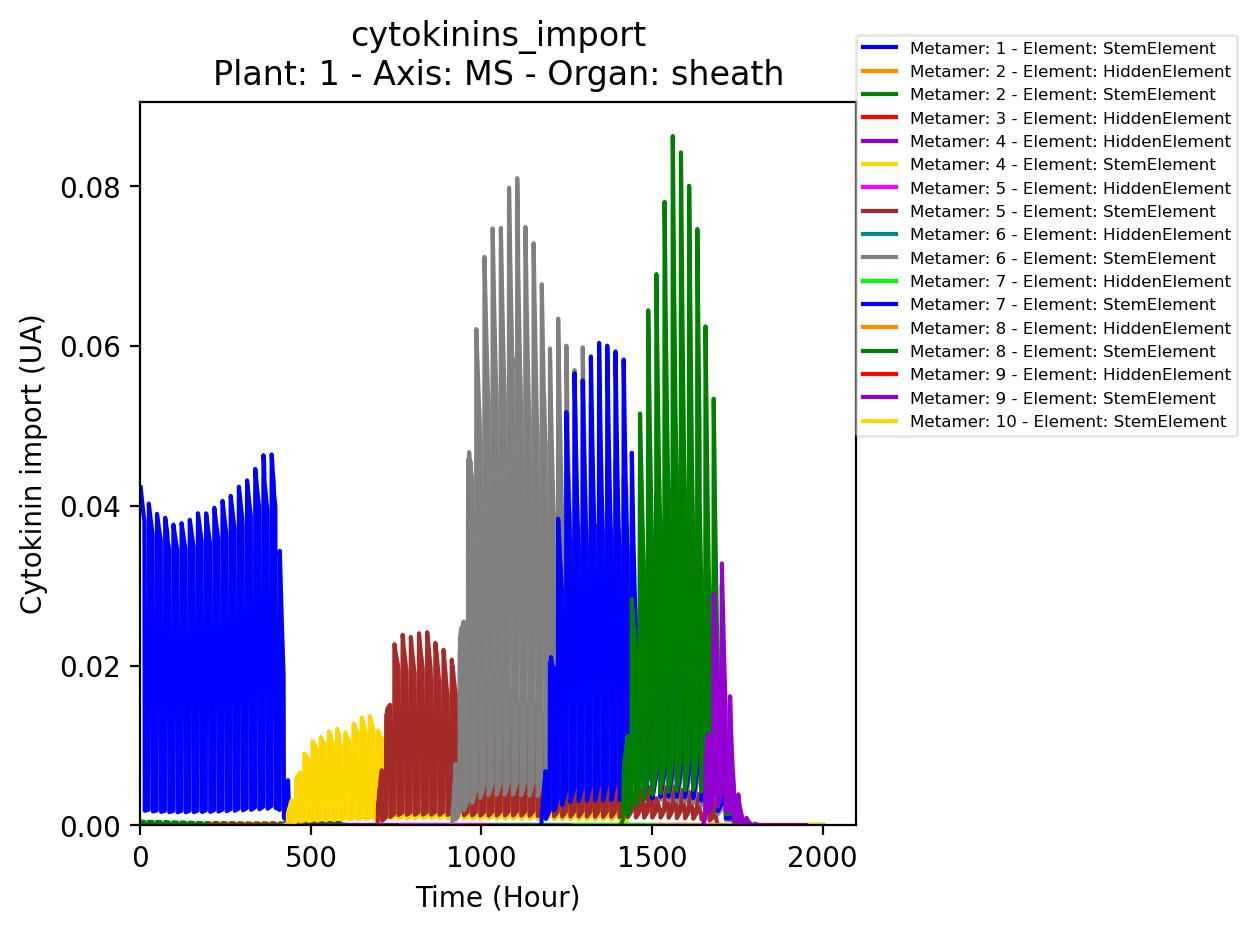 cytokinins_import
Plant: 1 - Axis: MS - Organ: sheath
Metamer: 1 - Element: StemElement
Metamer: 2 - Element: HiddenElement
Metamer: 2 - Element: StemElement
Metamer: 3 - Element: HiddenElement
Metamer: 4 - Element: HiddenElement
Metamer: 4 - Element: StemElement
Metamer: 5 - Element: HiddenElement
Metamer: 5 - Element: StemElement
Metamer: 6 - Element: HiddenElement
Metamer: 6 - Element: StemElement
Metamer: 7 - Element: HiddenElement
Metamer: 7 - Element: StemElement
Metamer: 8 - Element: HiddenElement
Metamer: 8 - Element: StemElement
Metamer: 9 - Element: HiddenElement
Metamer: 9 - Element: StemElement
Metamer: 10 - Element: StemElement
Cytokinin import (UA)
0.08
0.06
0.04
0.02
0.00
0 500 1000 1500 2000
Time (Hour)